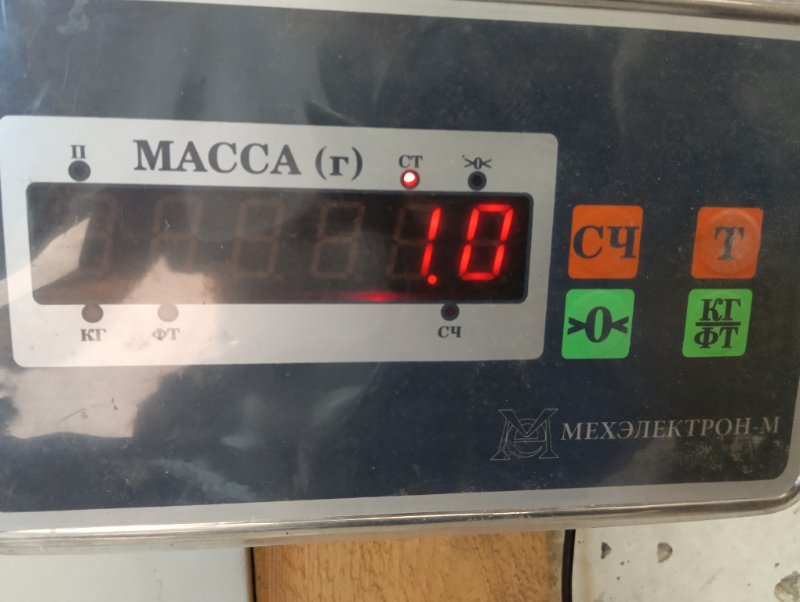 П
МАССА (г)
СТ
>0<
1.0
КГ
ФТ
СЧ
СЧ
Т
>0<
КГ
ФТ
МЕХЭЛЕКТРОН-М